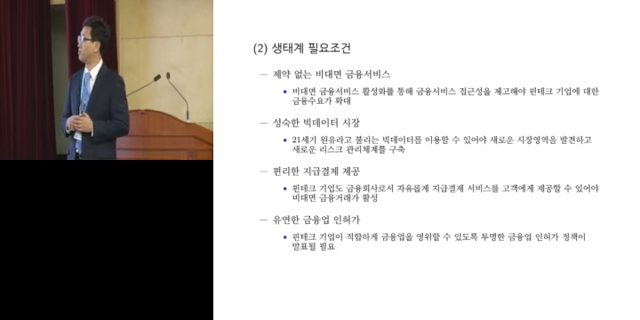 (2) 생태계 필요조건
— 제약 없는 비대면 금융서비스
• 비대면 금융서비스 활성화를 통해 금융서비스 접근성을 제고해야 핀테크 기업에 대한
금융수요가 확대
— 성숙한 빅데이터 시장
• 21세기 원유라고 불리는 빅데이터를 이용할 수 있어야 새로운 시장영역을 발견하고
새로운 리스크 관리체계를 구축
— 편리한 지급결제 제공
• 핀테크 기업도 금융회사로서 자유롭게 지급결제 서비스를 고객에게 제공할 수 있어야
비대면 금융거래가 활성
— 유연한 금융업 인허가
• 핀테크 기업이 적합하게 금융업을 영위할 수 있도록 투명한 금융업 인허가 정책이
발표될 필요